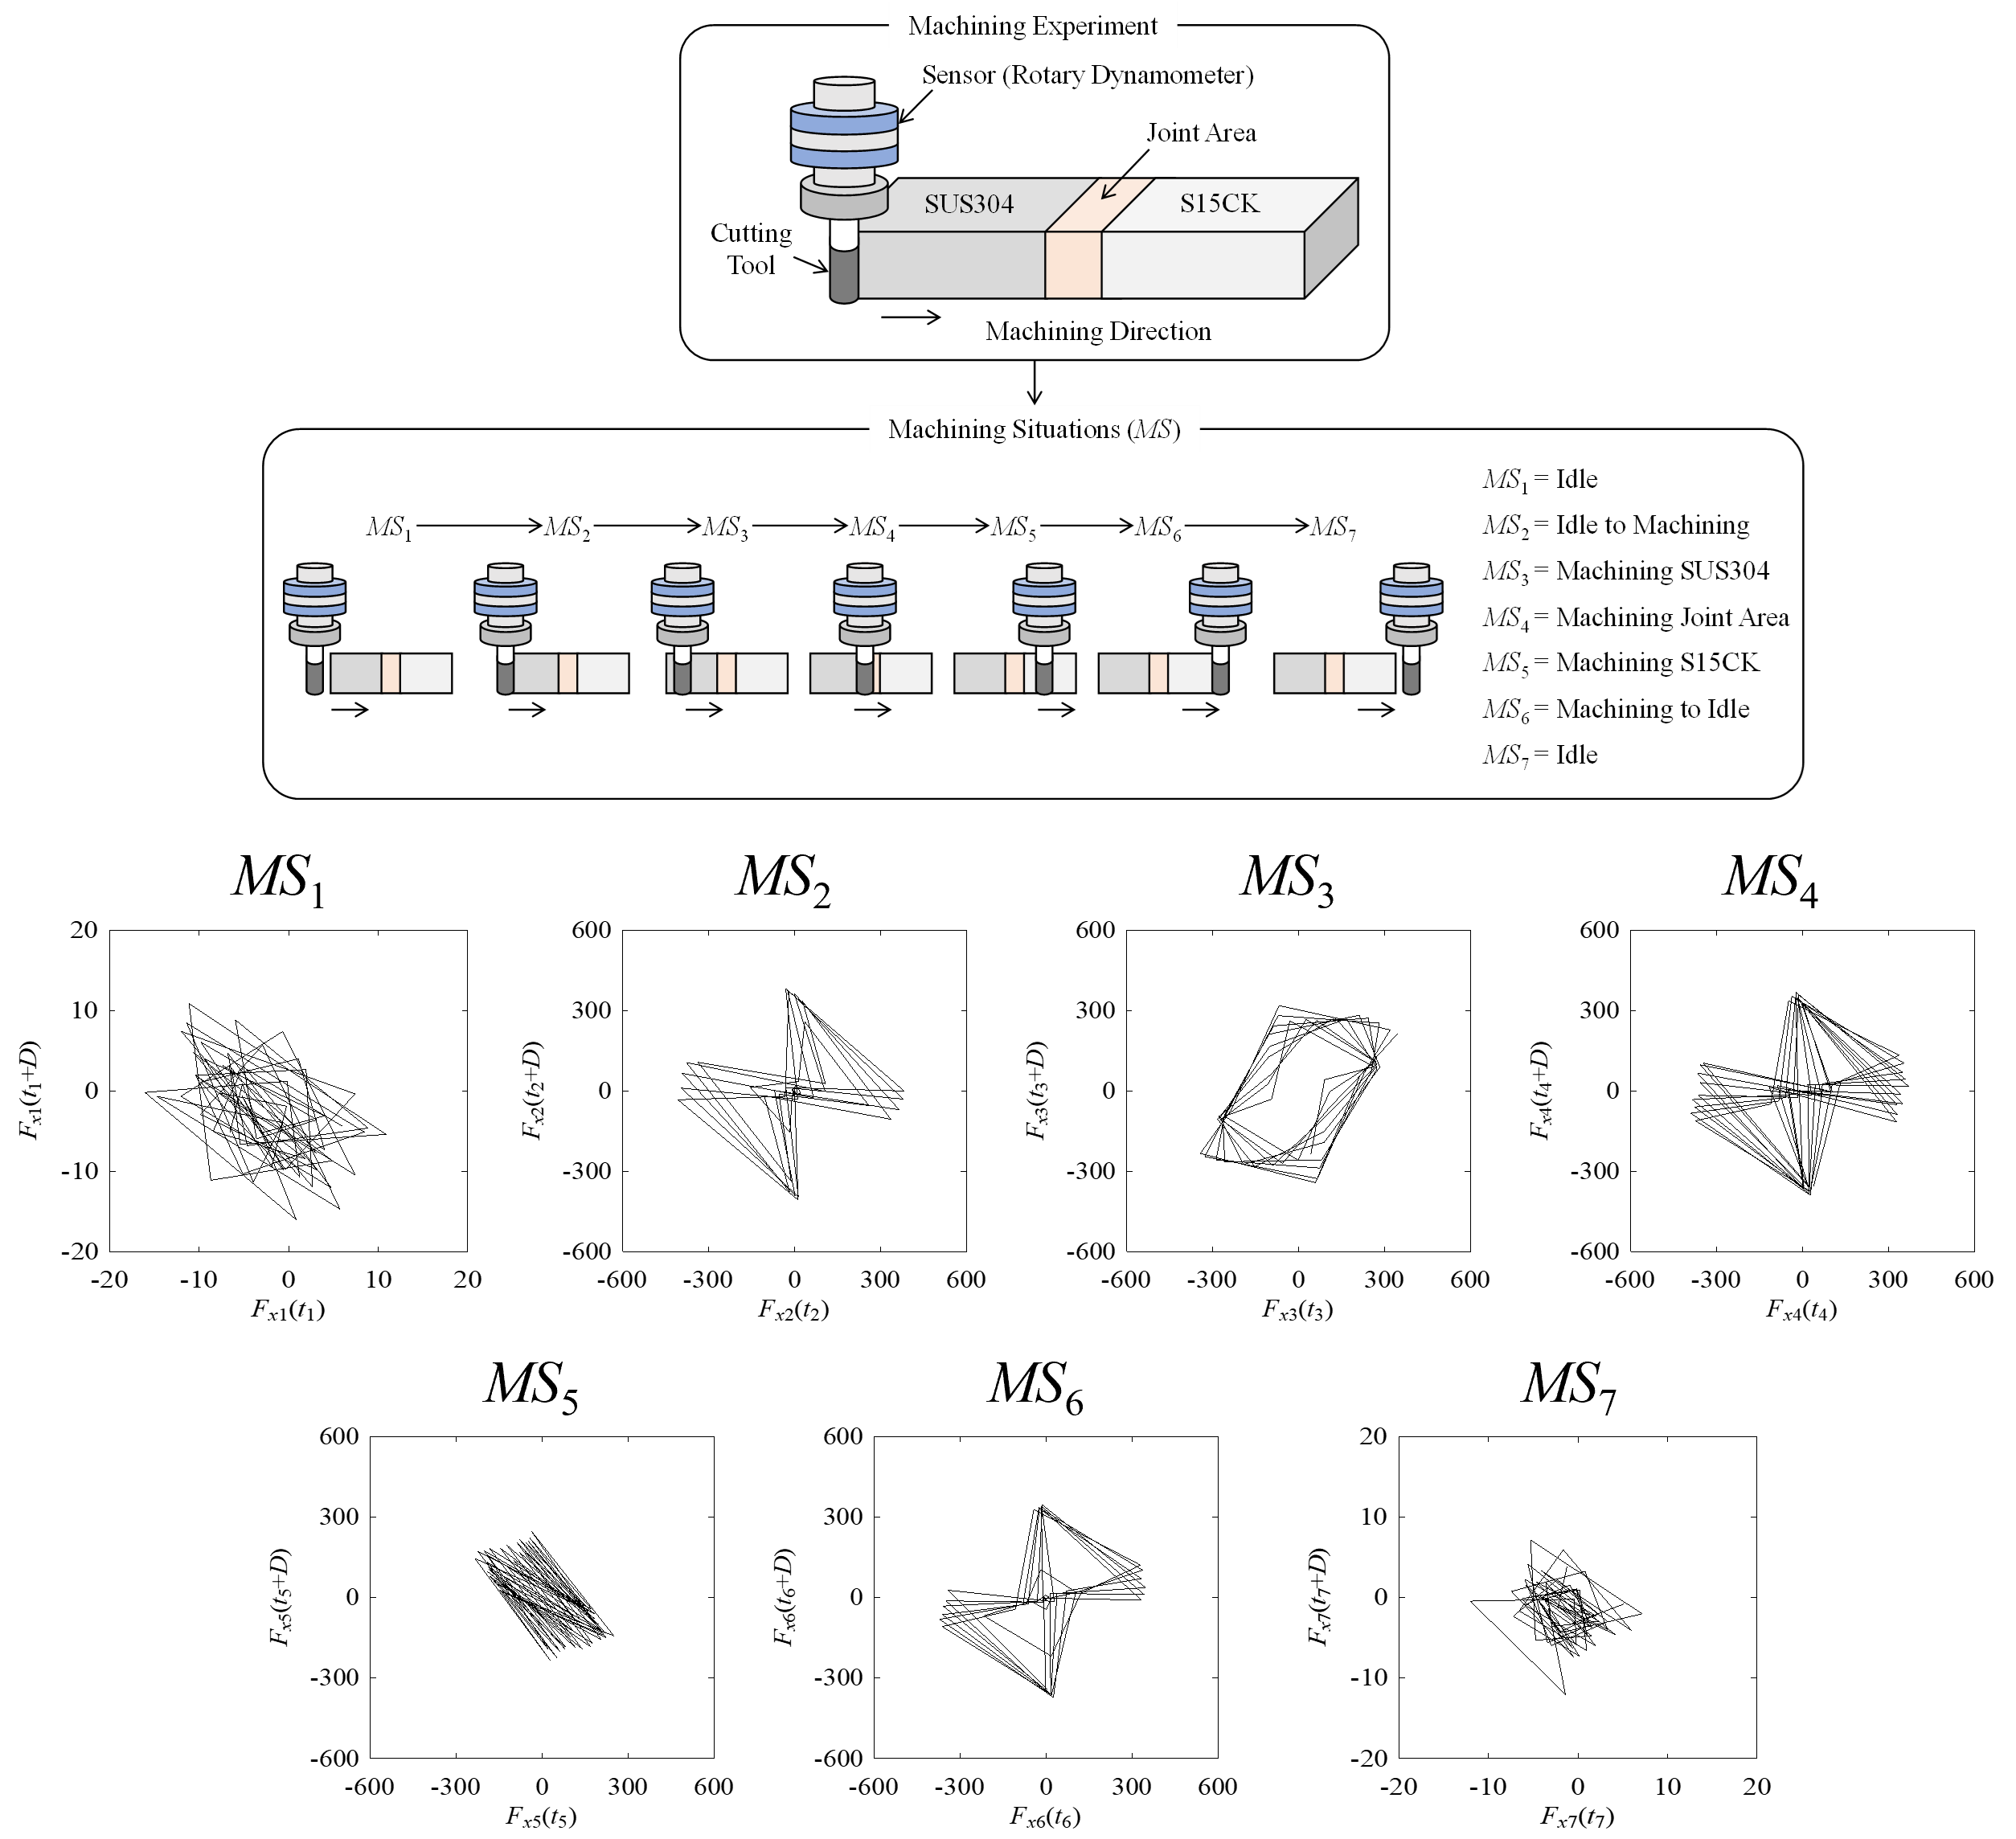 Machining Experiment
Sensor (Rotary Dynamometer)
Joint Area
SUS304
S15CK
Cutting
Tool
Machining Direction
Machining Situations (MS)
MS1 = Idle
MS1 MS2 MS3 MS4 MS5 MS6 MS7
MS2 = Idle to Machining
MS3 = Machining SUS304
MS4 = Machining Joint Area
MS5 = Machining S15CK
MS6 = Machining to Idle
MS7 = Idle
MS1
20
10
0
-10
-20
-20 -10 0 10 20
Fx1(t1+D)
Fx1(t1)
MS2
600
300
0
-300
-600
-600 -300 0 300 600
Fx2(t2+D)
Fx2(t2)
MS3
600
300
0
-300
-600
-600 -300 0 300 600
Fx3(t3+D)
Fx3(t3)
MS4
600
300
0
-300
-600
-600 -300 0 300 600
Fx4(t4+D)
Fx4(t4)
MS5
600
300
0
-300
-600
-600 -300 0 300 600
Fx5(t5+D)
Fx5(t5)
MS6
600
300
0
-300
-600
-600 -300 0 300 600
Fx6(t6+D)
Fx6(t6)
MS7
20
10
0
-10
-20
-20 -10 0 10 20
Fx7(t7+D)
Fx7(t7)